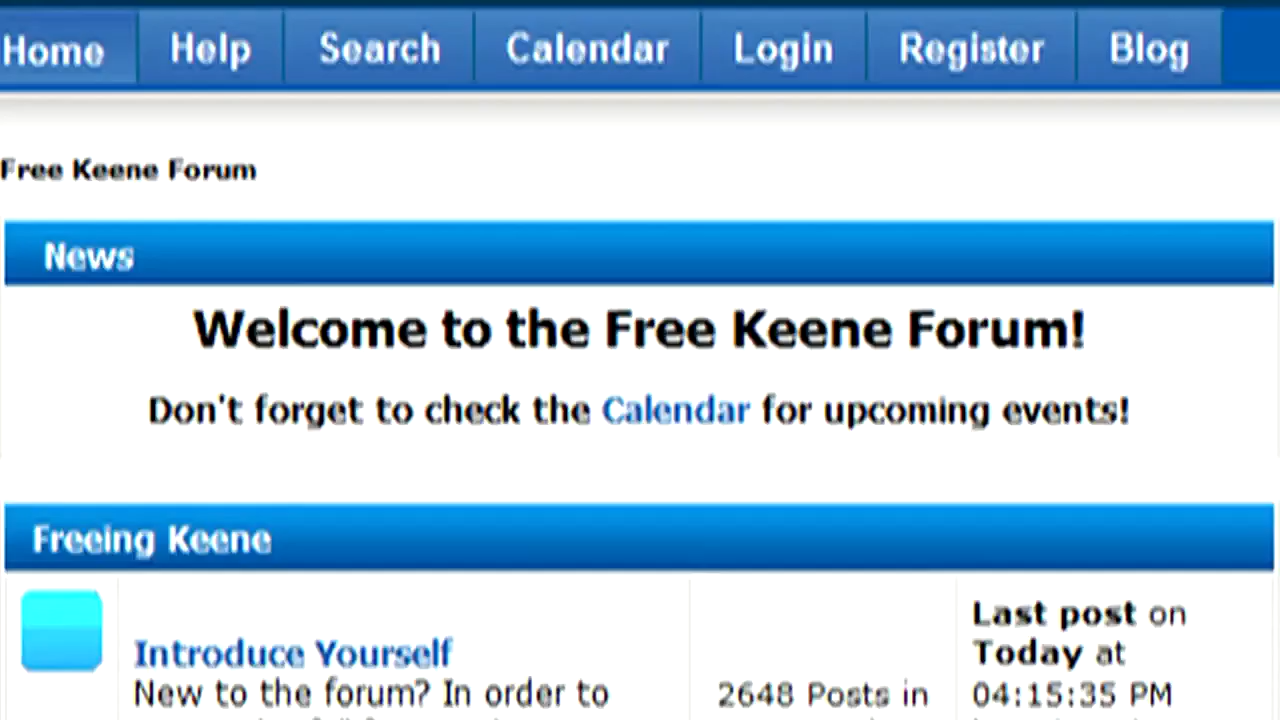 Home Help Search Calendar Login Register Blog
Free Keene Forum
News
Welcome to the Free Keene Forum!
Don't forget to check the Calendar for upcoming events!
Freeing Keene
Introduce Yourself
New to the forum? In order to
2648 Posts in
Last post on
Today at
04:15:35 PM